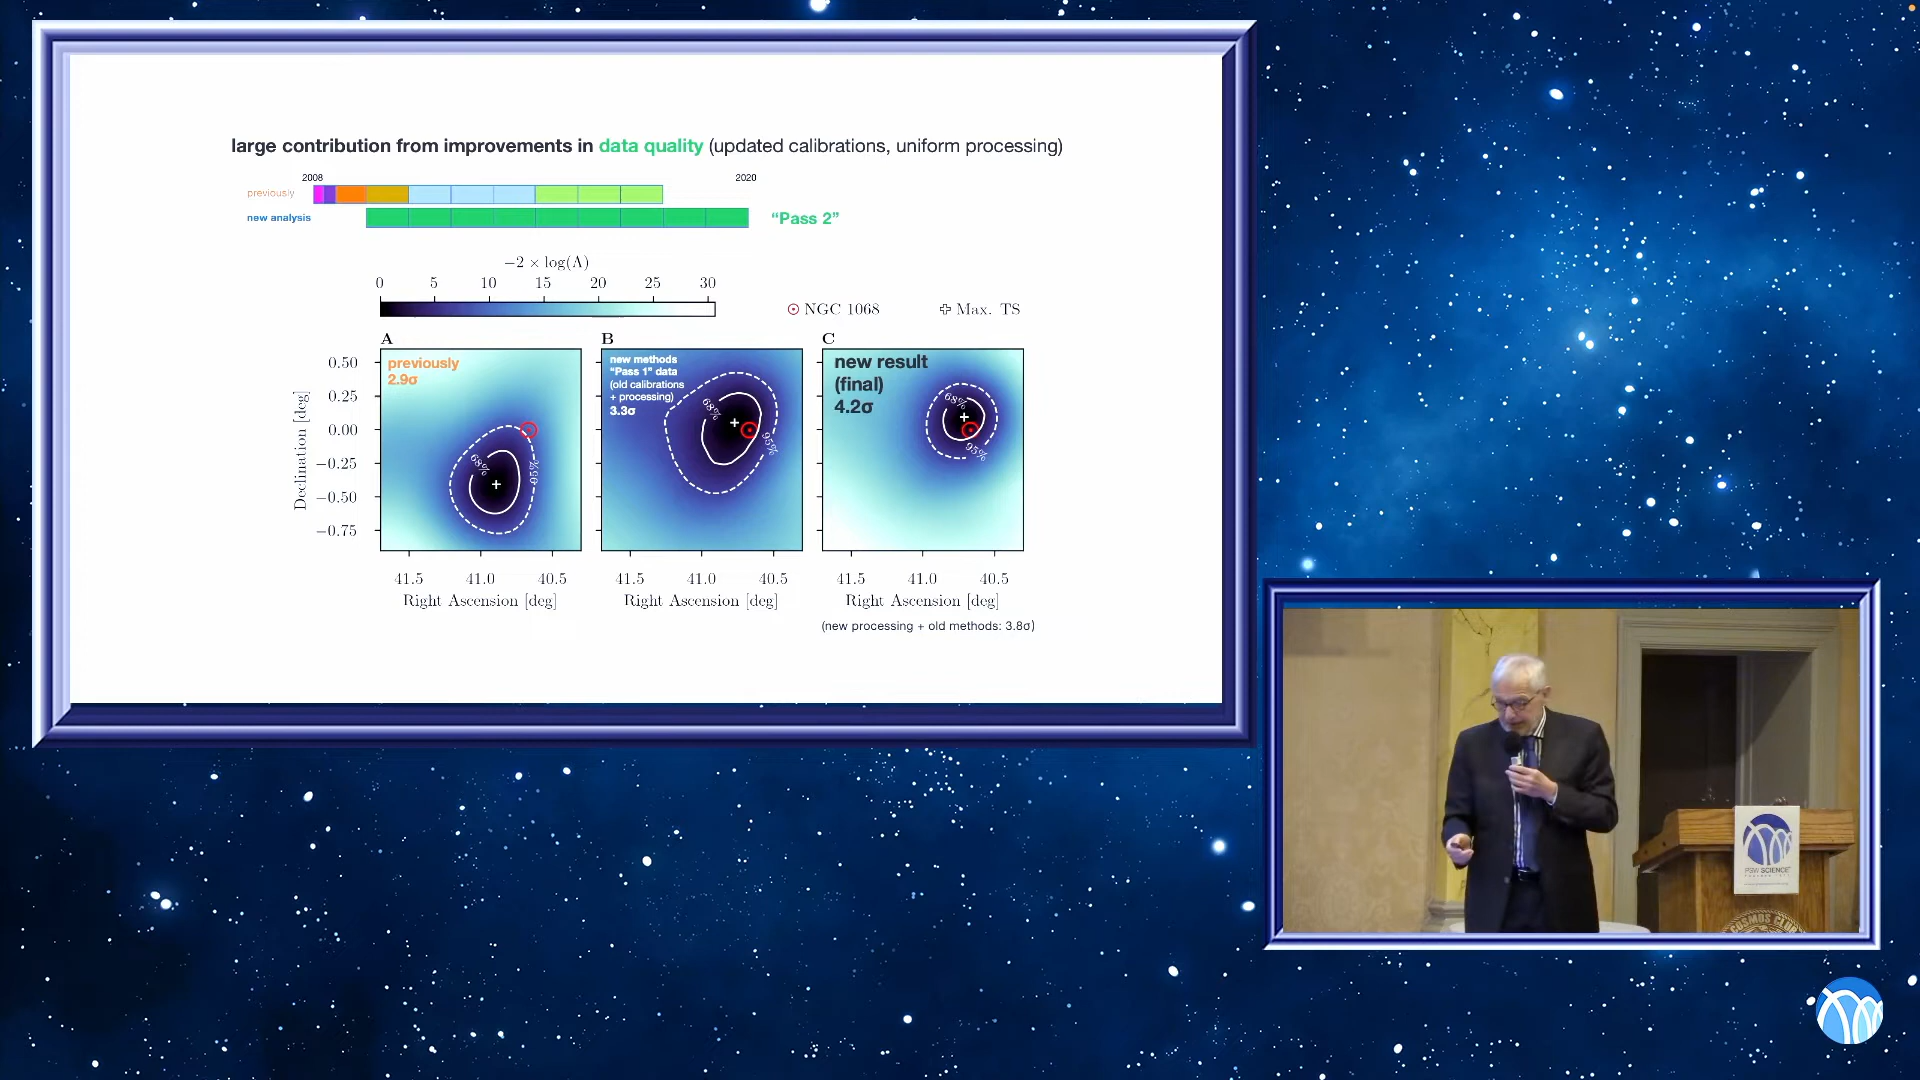 large contribution from improvements in data quality (updated calibrations, uniform processing)
2008 2020
previously
new analysis "Pass 2"
−2 × log(Λ)
0 5 10 15 20 25 30
NGC 1068 Max. TS
A B C
previously
2.9σ
new methods
"Pass 1" data
(old calibrations
+ processing)
3.3σ
new result
(final)
4.2σ
0.50
0.25
0.00
−0.25
−0.50
−0.75
Declination [deg]
68% 95%
68% 95%
68% 95%
41.5 41.0 40.5 41.5 41.0 40.5 41.5 41.0 40.5
Right Ascension [deg] Right Ascension [deg] Right Ascension [deg]
(new processing + old methods: 3.8σ)
PSW SCIENCE
COSMOS CLUB